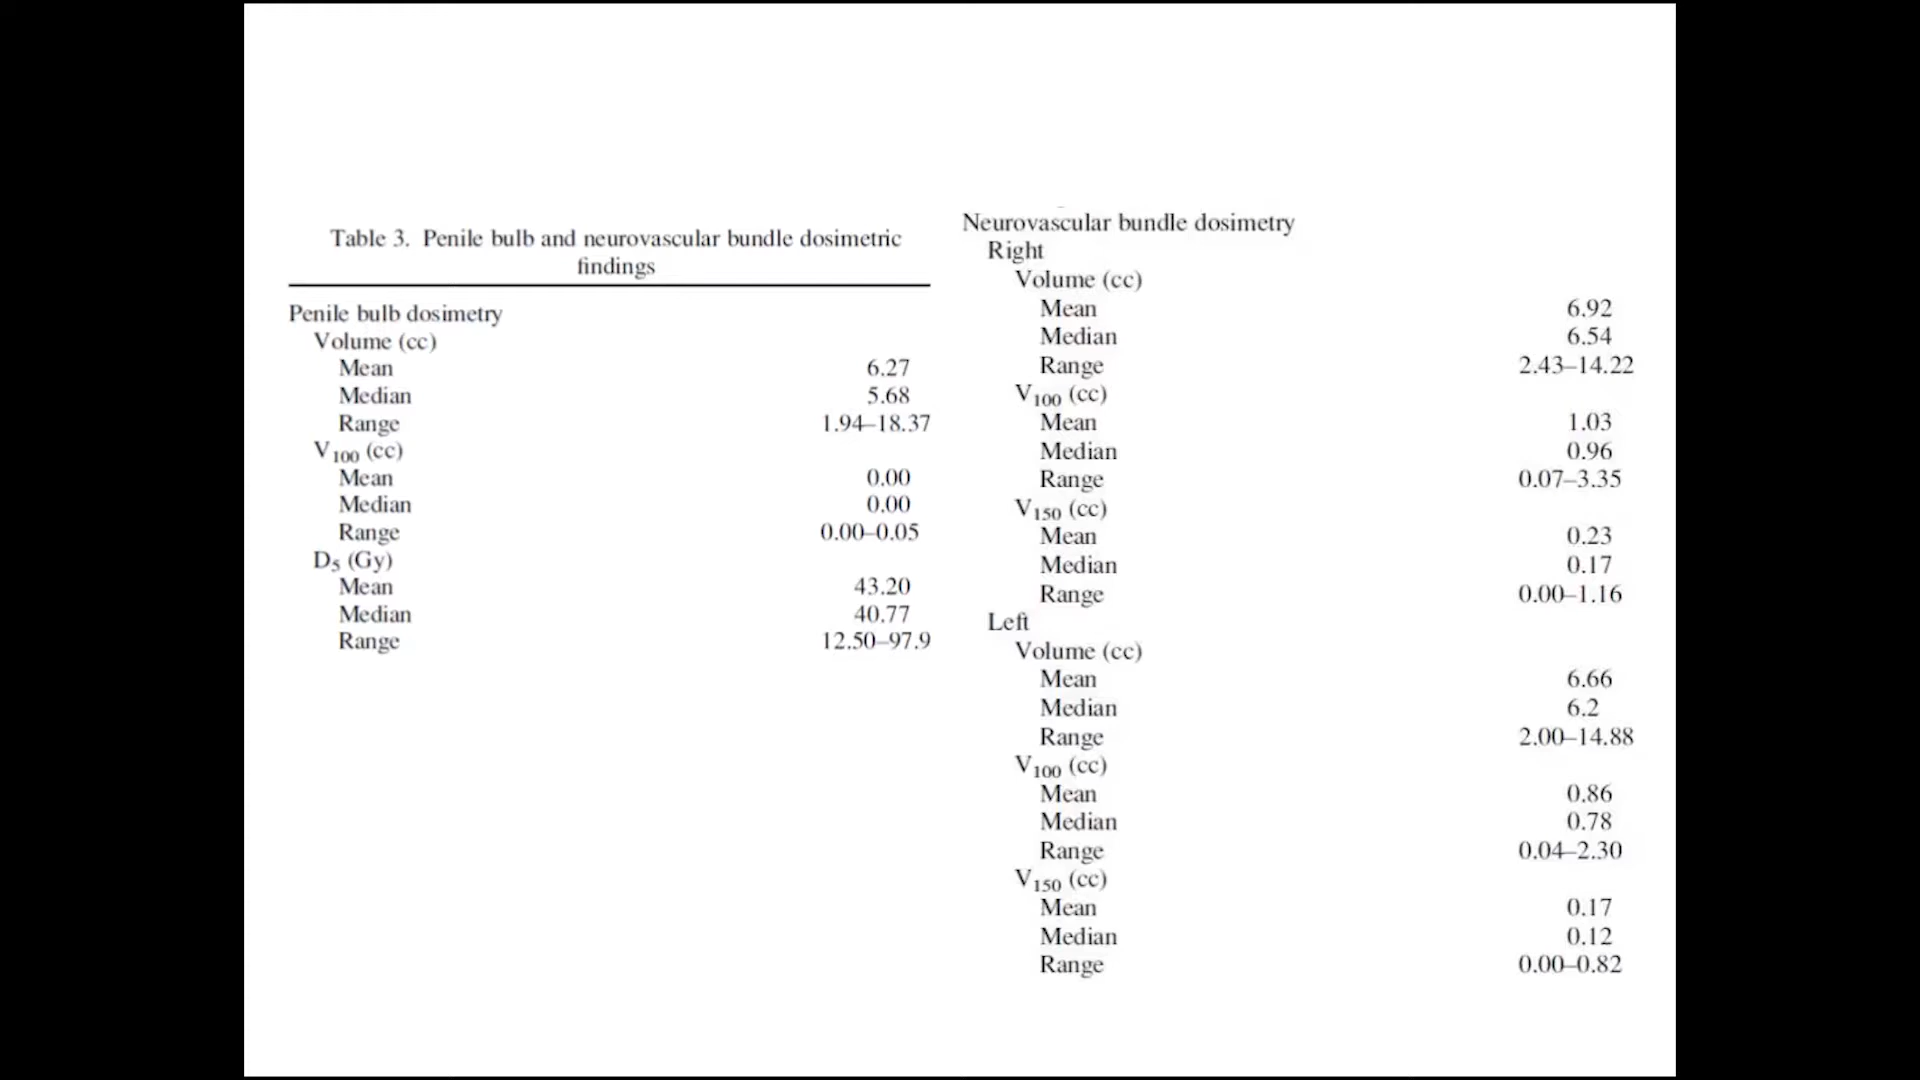 Table 3. Penile bulb and neurovascular bundle dosimetric
findings
Penile bulb dosimetry
Volume (cc)
Mean 6.27
Median 5.68
Range 1.94–18.37
V100 (cc)
Mean 0.00
Median 0.00
Range 0.00–0.05
D5 (Gy)
Mean 43.20
Median 40.77
Range 12.50–97.9
Neurovascular bundle dosimetry
Right
Volume (cc)
Mean 6.92
Median 6.54
Range 2.43–14.22
V100 (cc)
Mean 1.03
Median 0.96
Range 0.07–3.35
V150 (cc)
Mean 0.23
Median 0.17
Range 0.00–1.16
Left
Volume (cc)
Mean 6.66
Median 6.2
Range 2.00–14.88
V100 (cc)
Mean 0.86
Median 0.78
Range 0.04–2.30
V150 (cc)
Mean 0.17
Median 0.12
Range 0.00–0.82